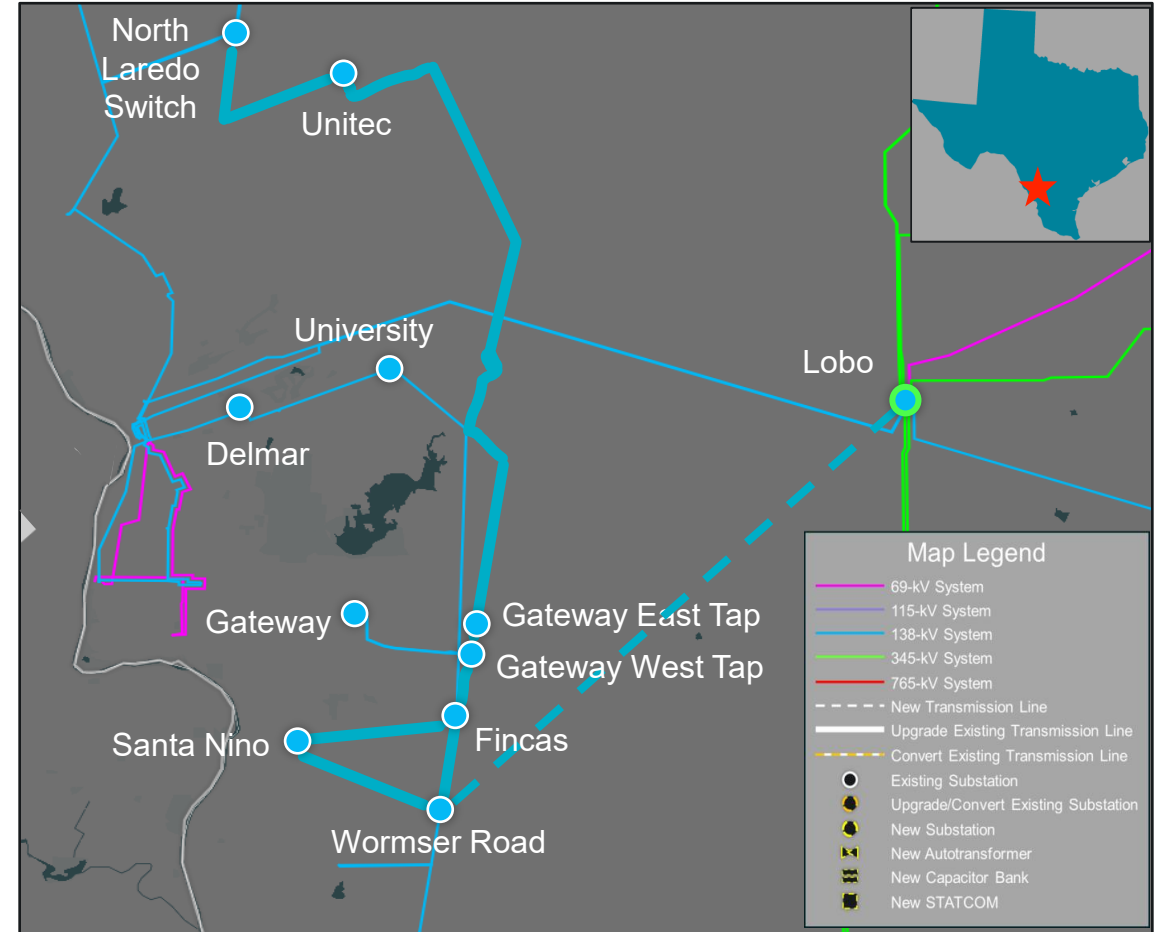 North
Laredo
Switch
Unitec
University
Lobo
Delmar
Gateway
Gateway East Tap
Gateway West Tap
Santa Nino
Fincas
Wormser Road
Map Legend
69-kV System
115-kV System
138-kV System
345-kV System
765-kV System
New Transmission Line
Upgrade Existing Transmission Line
Convert Existing Transmission Line
Existing Substation
Upgrade/Convert Existing Substation
New Substation
New Autotransformer
New Capacitor Bank
New STATCOM